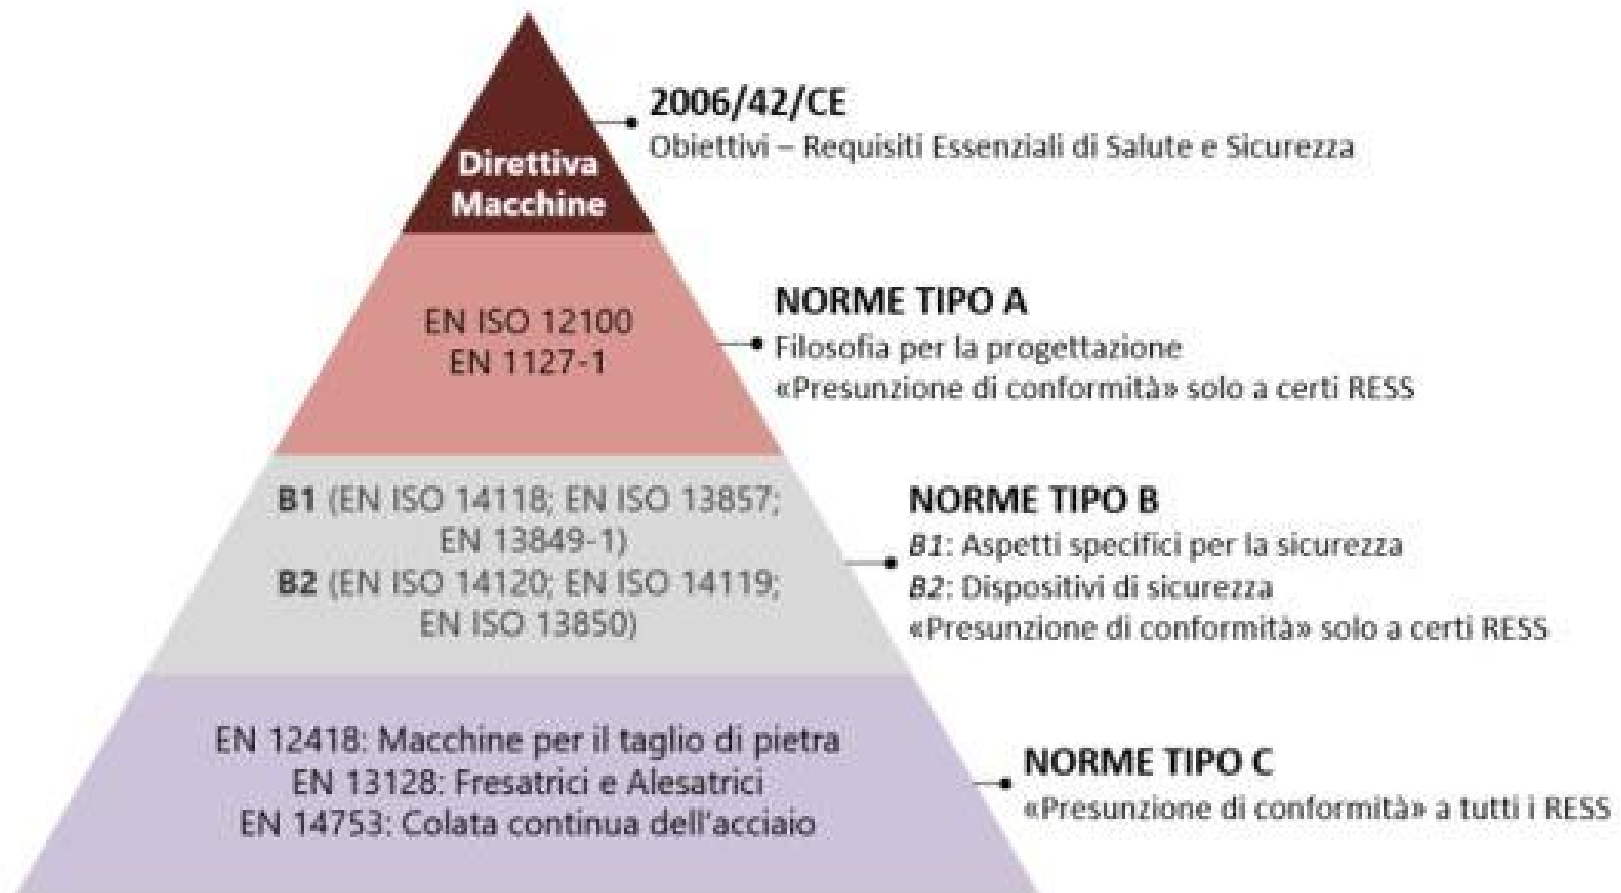 2006/42/CE
Obiettivi – Requisiti Essenziali di Salute e Sicurezza
Direttiva
Macchine
EN ISO 12100
EN 1127-1
NORME TIPO A
Filosofia per la progettazione
«Presunzione di conformità» solo a certi RESS
B1 (EN ISO 14118; EN ISO 13857;
EN 13849-1)
B2 (EN ISO 14120; EN ISO 14119;
EN ISO 13850)
NORME TIPO B
B1: Aspetti specifici per la sicurezza
B2: Dispositivi di sicurezza
«Presunzione di conformità» solo a certi RESS
EN 12418: Macchine per il taglio di pietra
EN 13128: Fresatrici e Alesatrici
EN 14753: Colata continua dell'acciaio
NORME TIPO C
«Presunzione di conformità» a tutti i RESS